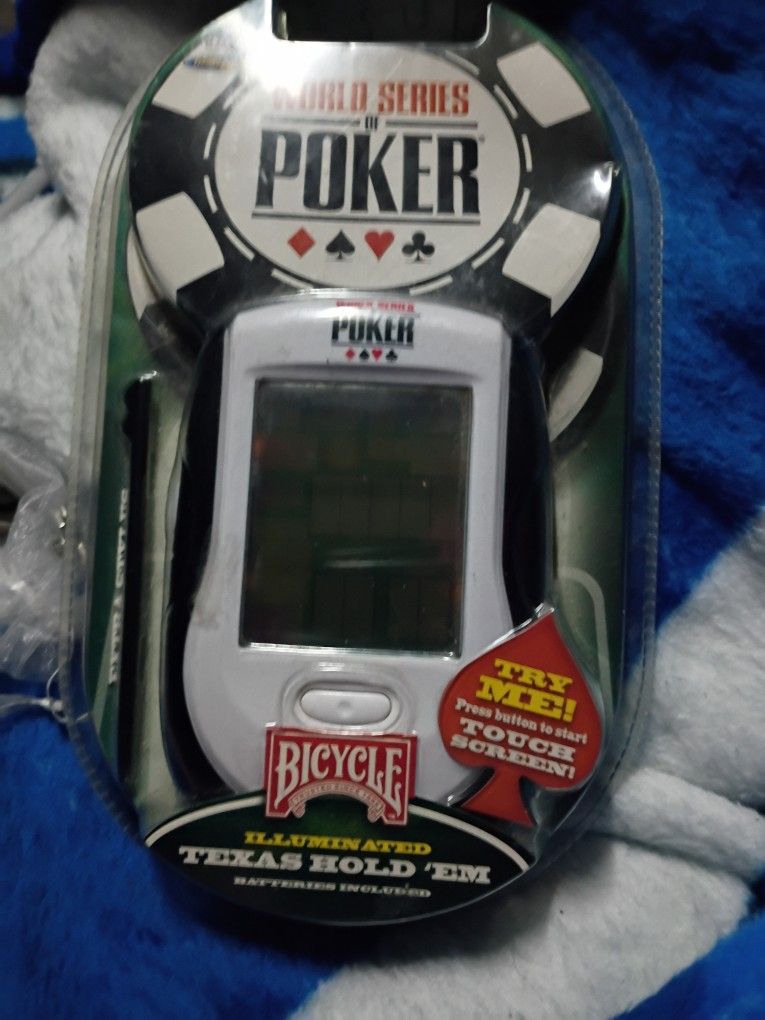 WORLD SERIES
OF
POKER
WORLD SERIES
POKER
TRY
ME!
Press button to start
TOUCH
SCREEN!
BICYCLE
ILLUMINATED
TEXAS HOLD 'EM
BATTERIES INCLUDED